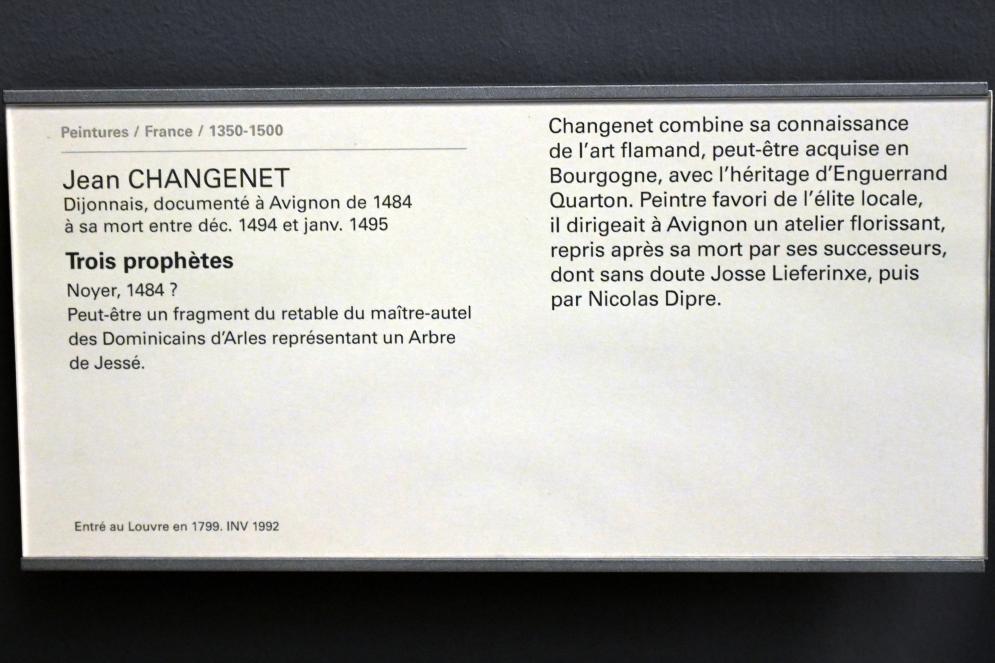 Peintures / France / 1350-1500
Jean CHANGENET
Dijonnais, documenté à Avignon de 1484
à sa mort entre déc. 1494 et janv. 1495
Trois prophètes
Noyer, 1484 ?
Peut-être un fragment du retable du maître-autel
des Dominicains d'Arles représentant un Arbre
de Jessé.
Entré au Louvre en 1799. INV 1992
Changenet combine sa connaissance
de l'art flamand, peut-être acquise en
Bourgogne, avec l'héritage d'Enguerrand
Quarton. Peintre favori de l'élite locale,
il dirigeait à Avignon un atelier florissant,
repris après sa mort par ses successeurs,
dont sans doute Josse Lieferinxe, puis
par Nicolas Dipre.